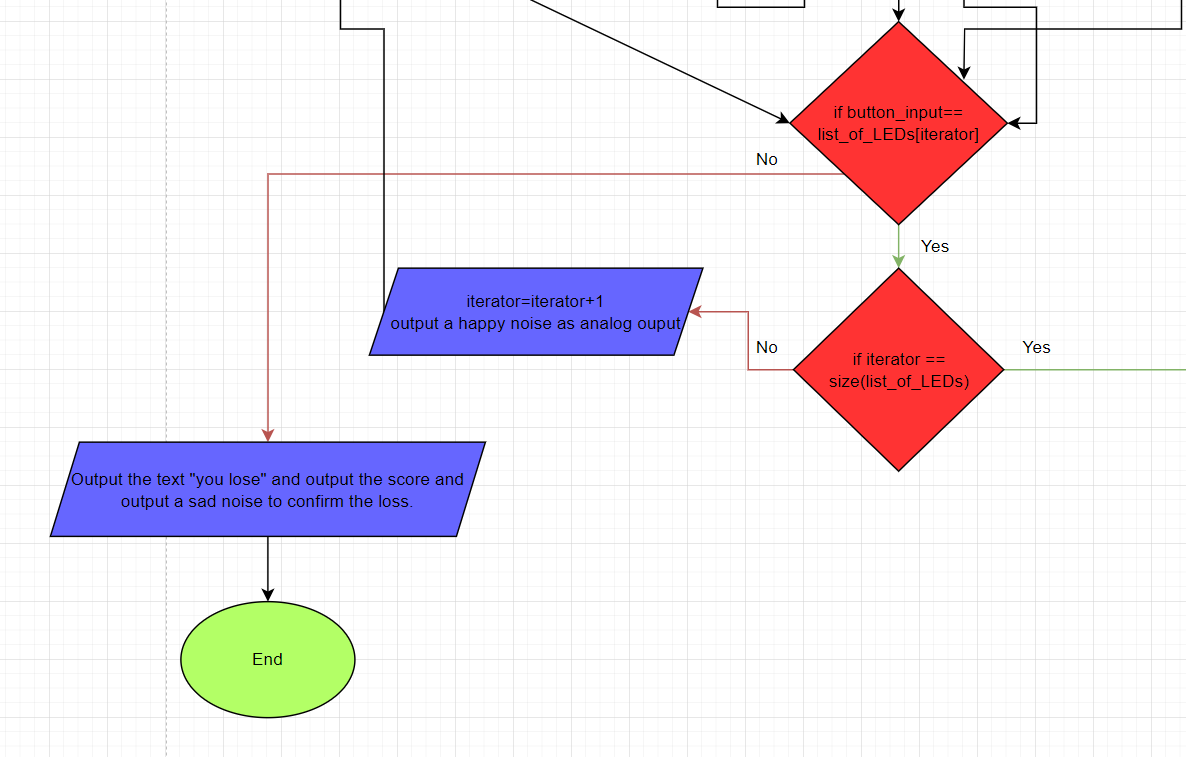 if button_input==
list_of_LEDs[iterator]
No
Yes
iterator=iterator+1
output a happy noise as analog ouput
No
if iterator ==
size(list_of_LEDs)
Yes
Output the text "you lose" and output the score and
output a sad noise to confirm the loss.
End